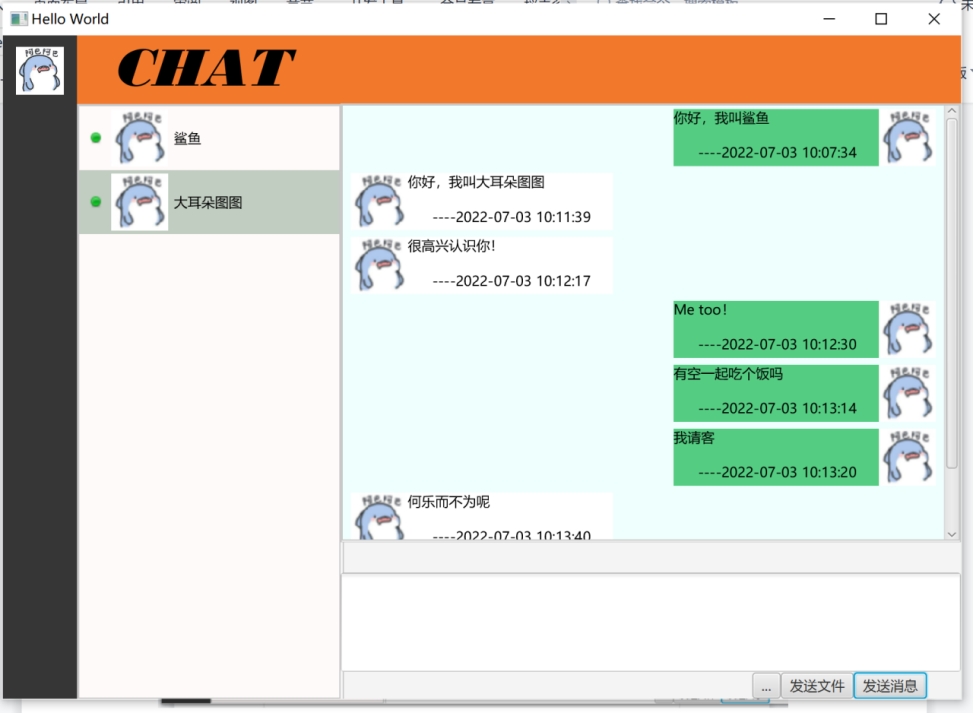 Hello World
CHAT
鲨鱼
大耳朵图图
你好，我叫鲨鱼
----2022-07-03 10:07:34
你好，我叫大耳朵图图
----2022-07-03 10:11:39
很高兴认识你！
----2022-07-03 10:12:17
Me too！
----2022-07-03 10:12:30
有空一起吃个饭吗
----2022-07-03 10:13:14
我请客
----2022-07-03 10:13:20
何乐而不为呢
----2022-07-03 10:13:40
...
发送文件
发送消息